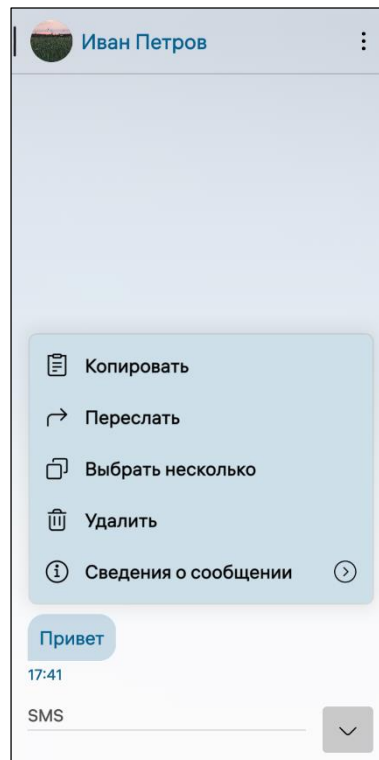 Иван Петров
Копировать
Переслать
Выбрать несколько
Удалить
Сведения о сообщении
Привет
17:41
SMS